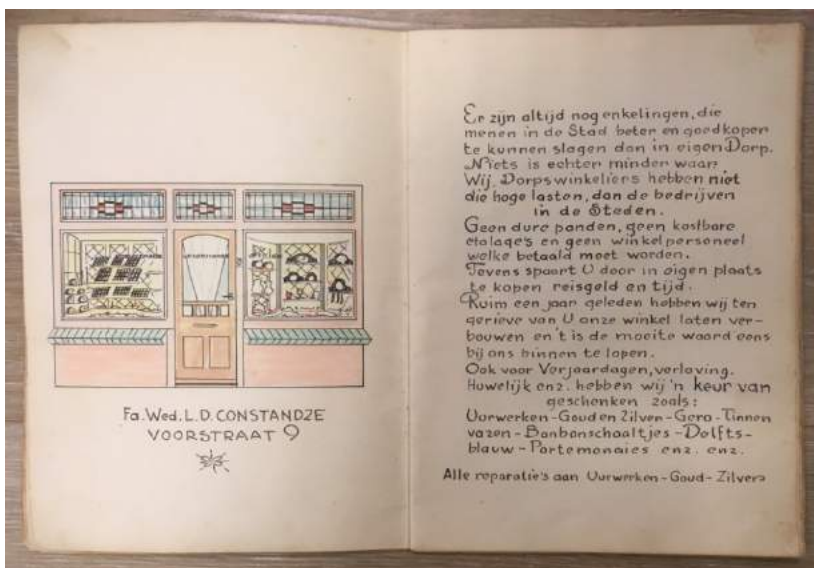 Fa. Wed. L. D. CONSTANDZE
VOORSTRAAT 9
Er zijn altijd nog enkelingen, die
menen in de Stad beter en goedkoper
te kunnen slagen dan in eigen Dorp.
Niets is echter minder waar.
Wij, Dorpswinkeliers hebben niet
die hoge lasten, dan de bedrijven
in de Steden.
Geen dure panden, geen kostbare
etalage's en geen winkelpersoneel
welke betaald moet worden.
Tevens spaart U door in eigen plaats
te kopen reisgeld en tijd.
Ruim een jaar geleden hebben wij ten
gerieve van U onze winkel laten ver-
bouwen en 't is de moeite waard eens
bij ons binnen te lopen.
Ook voor Verjaardagen, verloving.
Huwelijk enz. hebben wij 'n keur van
geschenken zoals:
Uurwerken - Goud en Zilver - Gero - Tinnen
vazen - Bonbonschaaltjes - Delfts-
blauw - Portemonaies enz. enz.
Alle reparatie's aan Uurwerken - Goud - Zilver